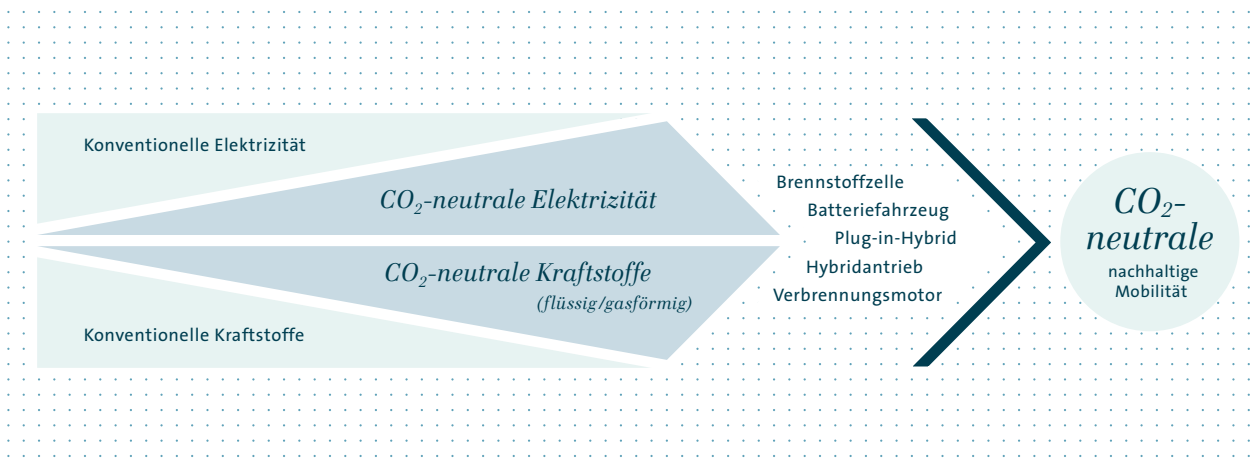 Konventionelle Elektrizität
CO₂-neutrale Elektrizität
CO₂-neutrale Kraftstoffe
(flüssig/gasförmig)
Konventionelle Kraftstoffe
Brennstoffzelle
Batteriefahrzeug
Plug-in-Hybrid
Hybridantrieb
Verbrennungsmotor
CO₂-
neutrale
nachhaltige
Mobilität